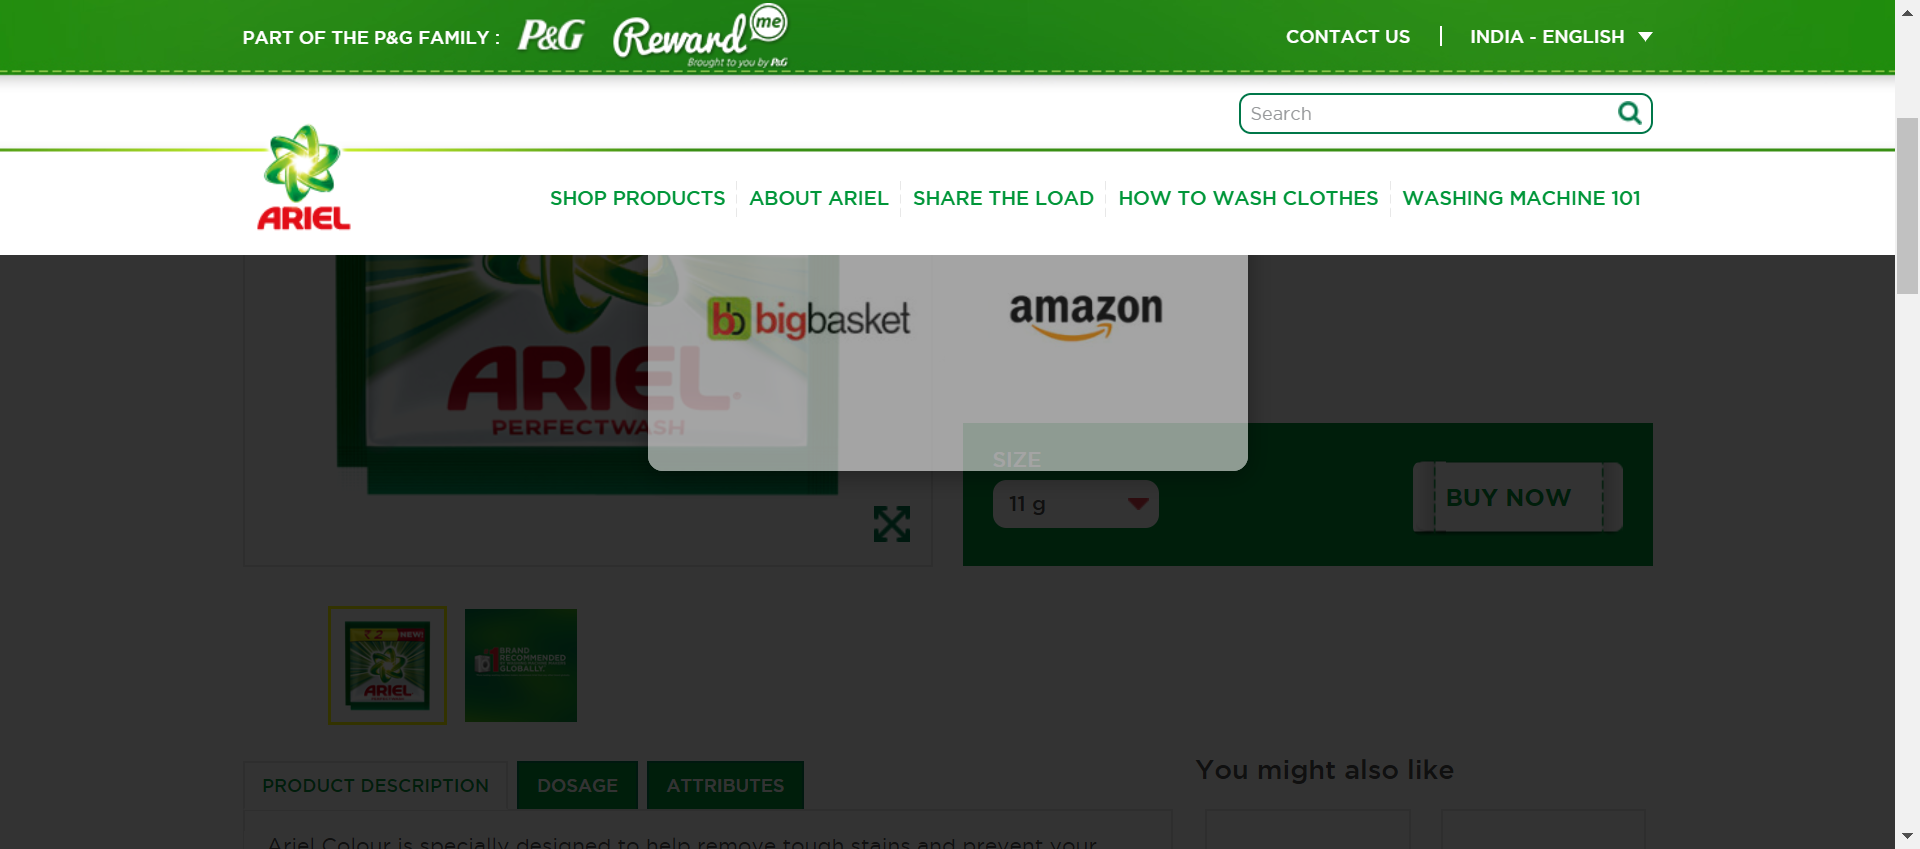 PART OF THE P&G FAMILY : P&G Reward me
Brought to you by P&G
CONTACT US
INDIA - ENGLISH
Search
ARIEL
SHOP PRODUCTS
ABOUT ARIEL
SHARE THE LOAD
HOW TO WASH CLOTHES
WASHING MACHINE 101
bb bigbasket
amazon
ARIEL
PERFECTWASH
SIZE
11 g
BUY NOW
₹ 2 NEW!
ARIEL
#1 BRAND
RECOMMENDED
GLOBALLY.
PRODUCT DESCRIPTION
DOSAGE
ATTRIBUTES
You might also like
Ariel Colour is specially designed to help remove tough stains and prevent your